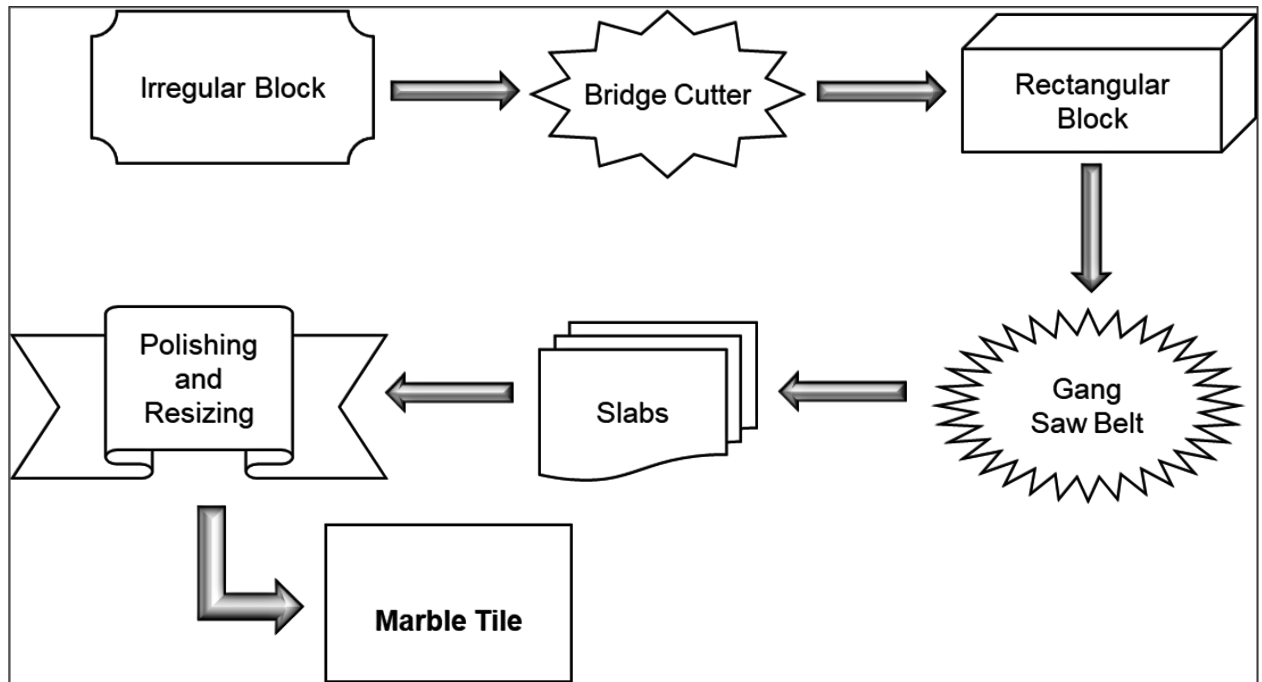 Irregular Block
Bridge Cutter
Rectangular
Block
Gang
Saw Belt
Slabs
Polishing
and
Resizing
Marble Tile